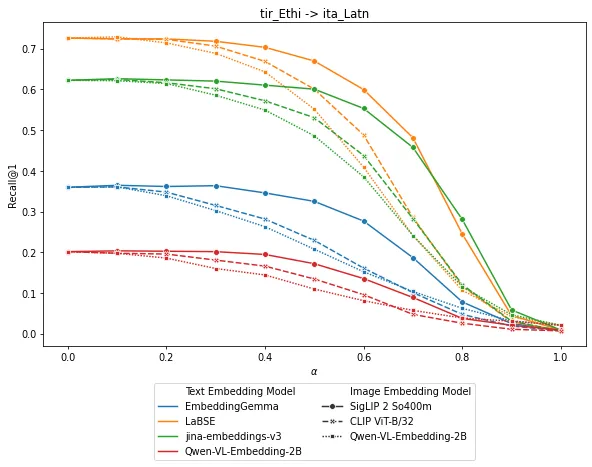 tir_Ethi -> ita_Latn
Recall@1
0.7
0.6
0.5
0.4
0.3
0.2
0.1
0.0
0.0 0.2 0.4 0.6 0.8 1.0
α
Text Embedding Model Image Embedding Model
EmbeddingGemma SigLIP 2 So400m
LaBSE CLIP ViT-B/32
jina-embeddings-v3 Qwen-VL-Embedding-2B
Qwen-VL-Embedding-2B